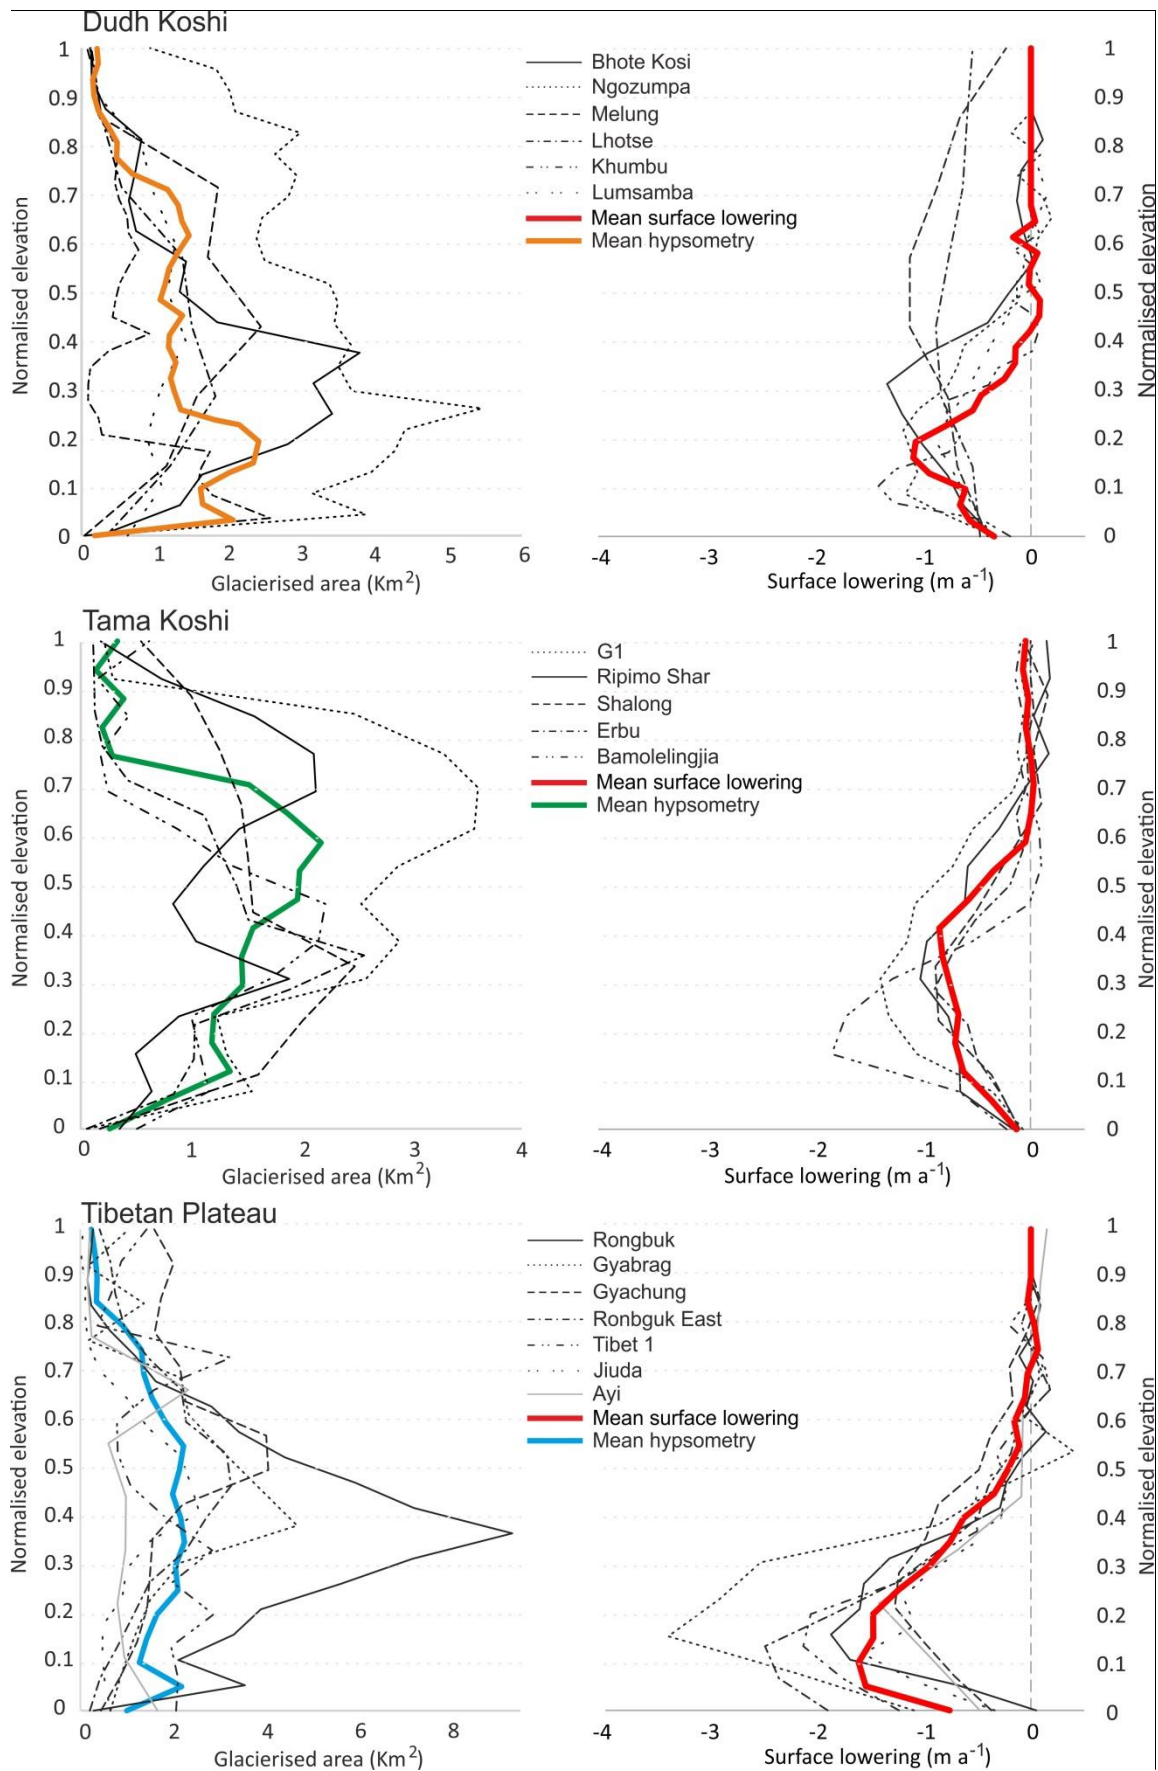 Dudh Koshi
1
0.9
0.8
0.7
0.6
0.5
0.4
0.3
0.2
0.1
0
Normalised elevation
0 1 2 3 4 5 6
Glacierised area (Km²)
Bhote Kosi
Ngozumpa
Melung
Lhotse
Khumbu
Lumsamba
Mean surface lowering
Mean hypsometry
-4 -3 -2 -1 0
Surface lowering (m a⁻¹)
1
0.9
0.8
0.7
0.6
0.5
0.4
0.3
0.2
0.1
0
Normalised elevation
Tama Koshi
1
0.9
0.8
0.7
0.6
0.5
0.4
0.3
0.2
0.1
0
Normalised elevation
0 1 2 3 4
Glacierised area (Km²)
G1
Ripimo Shar
Shalong
Erbu
Bamolelingjia
Mean surface lowering
Mean hypsometry
-4 -3 -2 -1 0
Surface lowering (m a⁻¹)
1
0.9
0.8
0.7
0.6
0.5
0.4
0.3
0.2
0.1
0
Normalised elevation
Tibetan Plateau
1
0.9
0.8
0.7
0.6
0.5
0.4
0.3
0.2
0.1
0
Normalised elevation
0 2 4 6 8
Glacierised area (Km²)
Rongbuk
Gyabrag
Gyachung
Ronbguk East
Tibet 1
Jiuda
Ayi
Mean surface lowering
Mean hypsometry
-4 -3 -2 -1 0
Surface lowering (m a⁻¹)
1
0.9
0.8
0.7
0.6
0.5
0.4
0.3
0.2
0.1
0
Normalised elevation